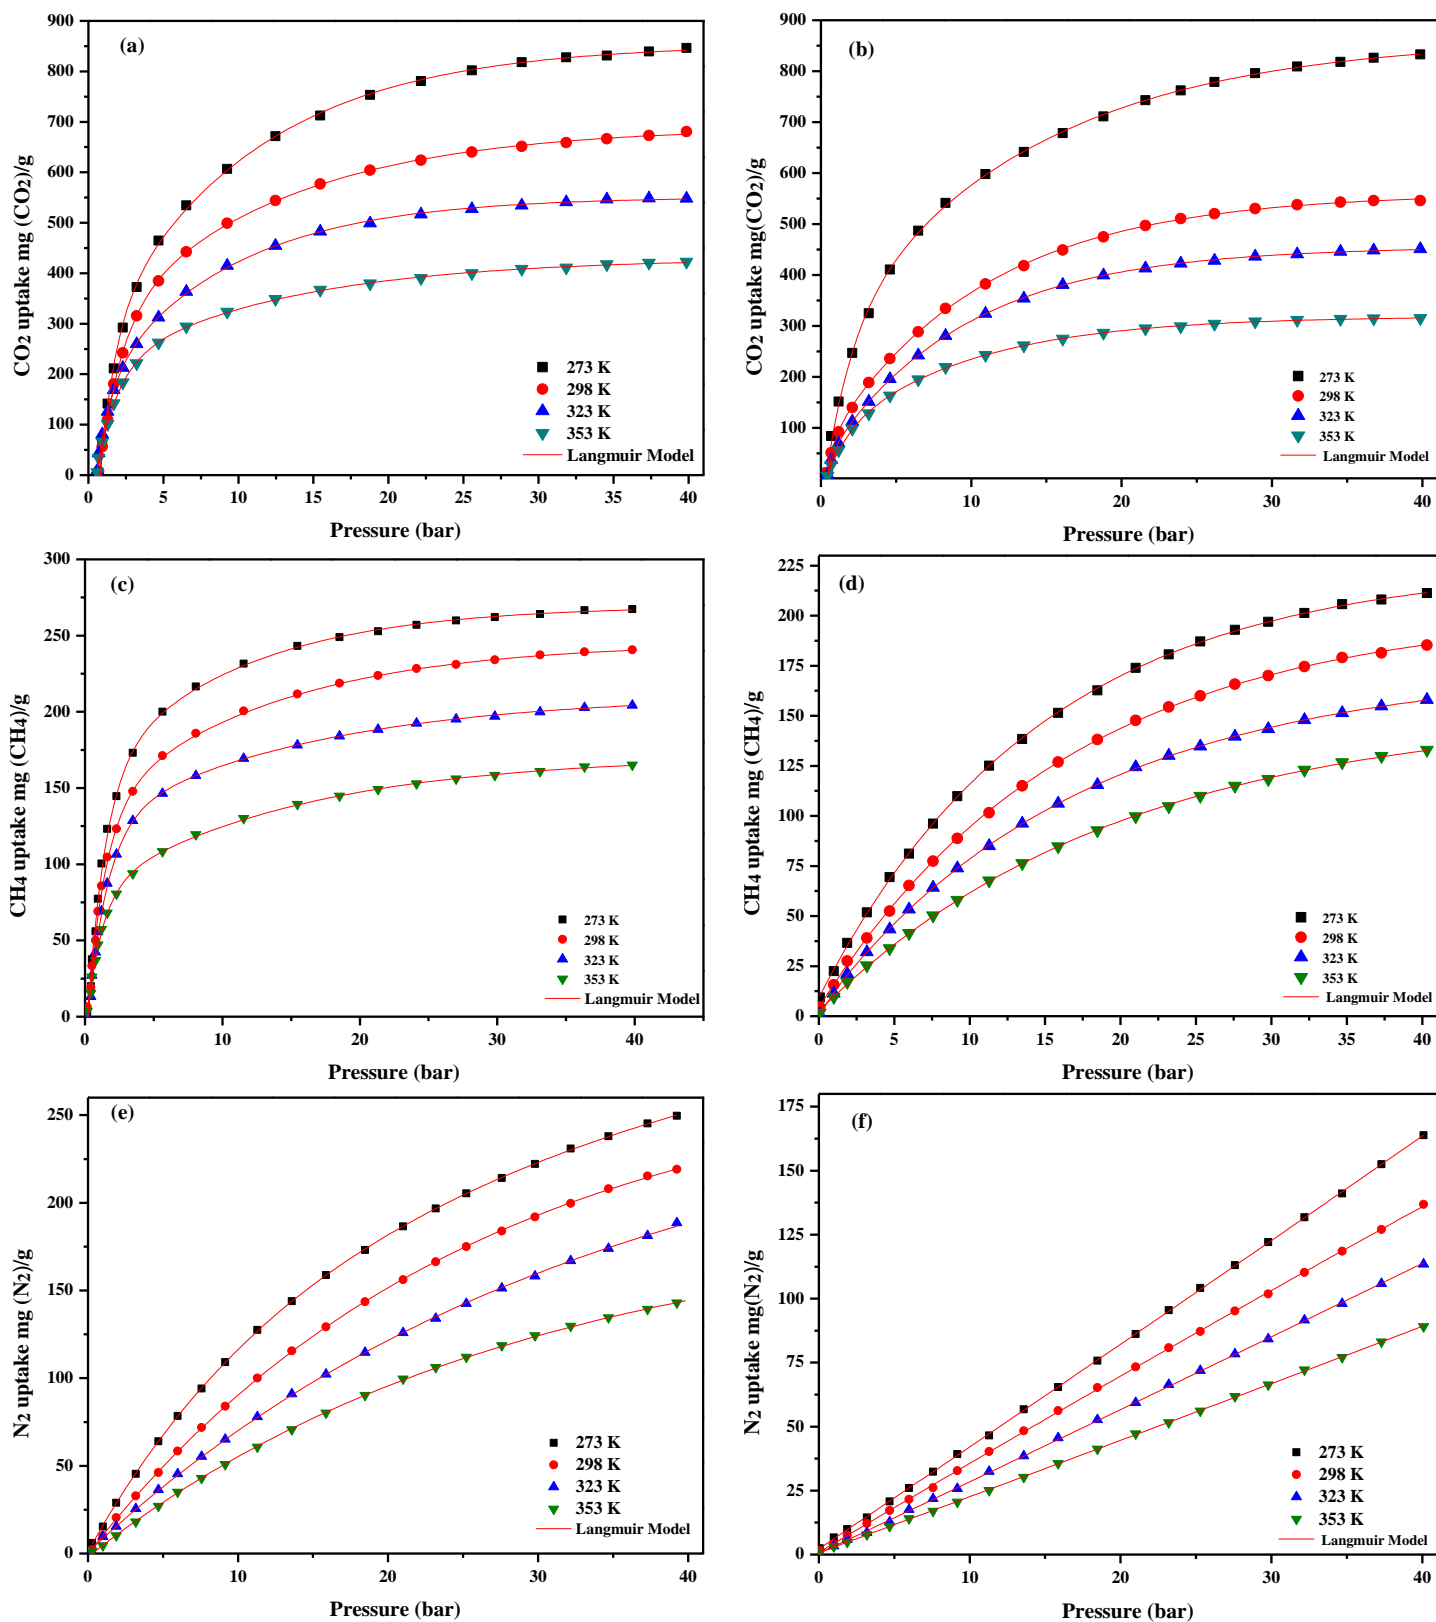 (a)
CO2 uptake mg (CO2)/g
900
800
700
600
500
400
300
200
100
0
0 5 10 15 20 25 30 35 40
Pressure (bar)
273 K
298 K
323 K
353 K
Langmuir Model
(b)
CO2 uptake mg(CO2)/g
900
800
700
600
500
400
300
200
100
0 10 20 30 40
Pressure (bar)
273 K
298 K
323 K
353 K
Langmuir Model
(c)
CH4 uptake mg (CH4)/g
300
250
200
150
100
50
0
0 10 20 30 40
Pressure (bar)
273 K
298 K
323 K
353 K
Langmuir Model
(d)
CH4 uptake mg (CH4)/g
225
200
175
150
125
100
75
50
25
0
0 5 10 15 20 25 30 35 40
Pressure (bar)
273 K
298 K
323 K
353 K
Langmuir Model
(e)
N2 uptake mg (N2)/g
250
200
150
100
50
0
0 10 20 30 40
Pressure (bar)
273 K
298 K
323 K
353 K
Langmuir Model
(f)
N2 uptake mg(N2)/g
175
150
125
100
75
50
25
0
0 10 20 30 40
Pressure (bar)
273 K
298 K
323 K
353 K
Langmuir Model